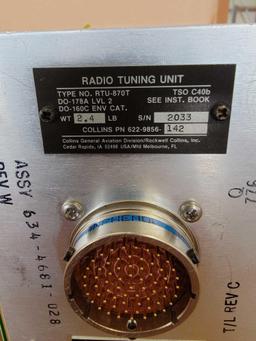 RADIO TUNING UNIT
TYPE NO. RTU-870T TSO C40b
DO-178A LVL 2 SEE INST. BOOK
DO-160C ENV CAT.
WT 2.4 LB S/N 2033
COLLINS PN 622-9856-142
Collins General Aviation Division/Rockwell Collins, Inc.
Cedar Rapids, IA 52498 USA/Mfd Melbourne, FL
ASSY 634-4681-028
REV W
T/L REV C